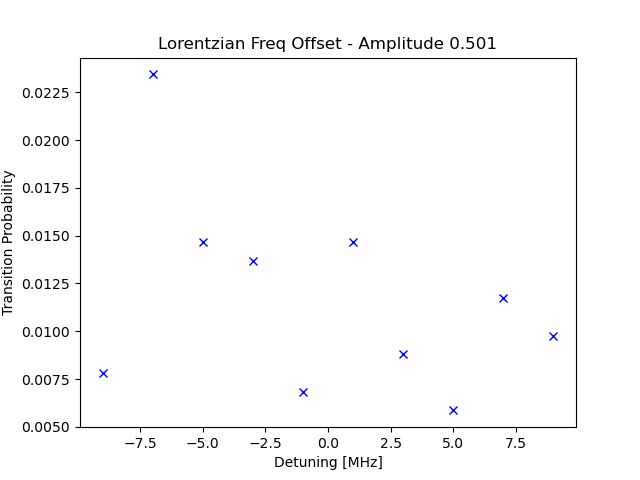 Lorentzian Freq Offset - Amplitude 0.501
Transition Probability
0.0225
0.0200
0.0175
0.0150
0.0125
0.0100
0.0075
0.0050
−7.5 −5.0 −2.5 0.0 2.5 5.0 7.5
Detuning [MHz]